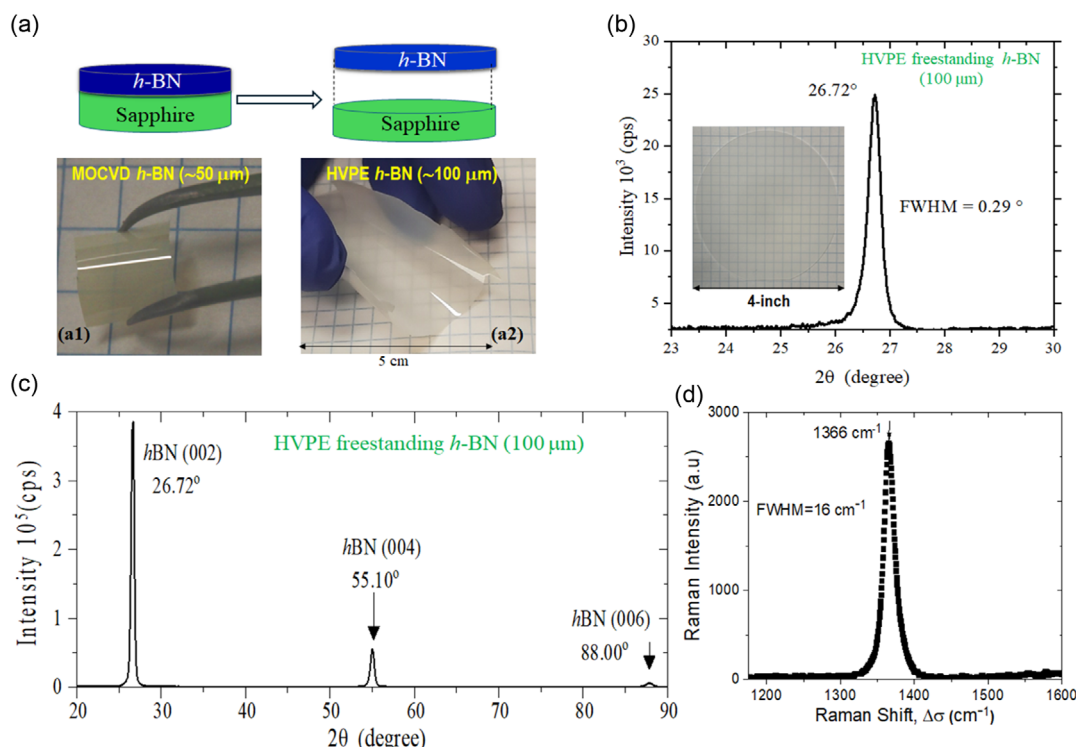 (a)
h-BN
Sapphire
h-BN
Sapphire
MOCVD h-BN (~50 μm)
(a1)
HVPE h-BN (~100 μm)
(a2)
5 cm
(b)
HVPE freestanding h-BN
(100 μm)
26.72°
FWHM = 0.29 °
4-inch
Intensity 10³ (cps)
30
25
20
15
10
5
23 24 25 26 27 28 29 30
2θ (degree)
(c)
HVPE freestanding h-BN (100 μm)
hBN (002)
26.72⁰
hBN (004)
55.10⁰
hBN (006)
88.00⁰
Intensity 10⁵(cps)
4
3
2
1
0
20 30 40 50 60 70 80 90
2θ (degree)
(d)
1366 cm⁻¹
FWHM=16 cm⁻¹
Raman Intensity (a.u)
3000
2000
1000
0
1200 1300 1400 1500 1600
Raman Shift, Δσ (cm⁻¹)